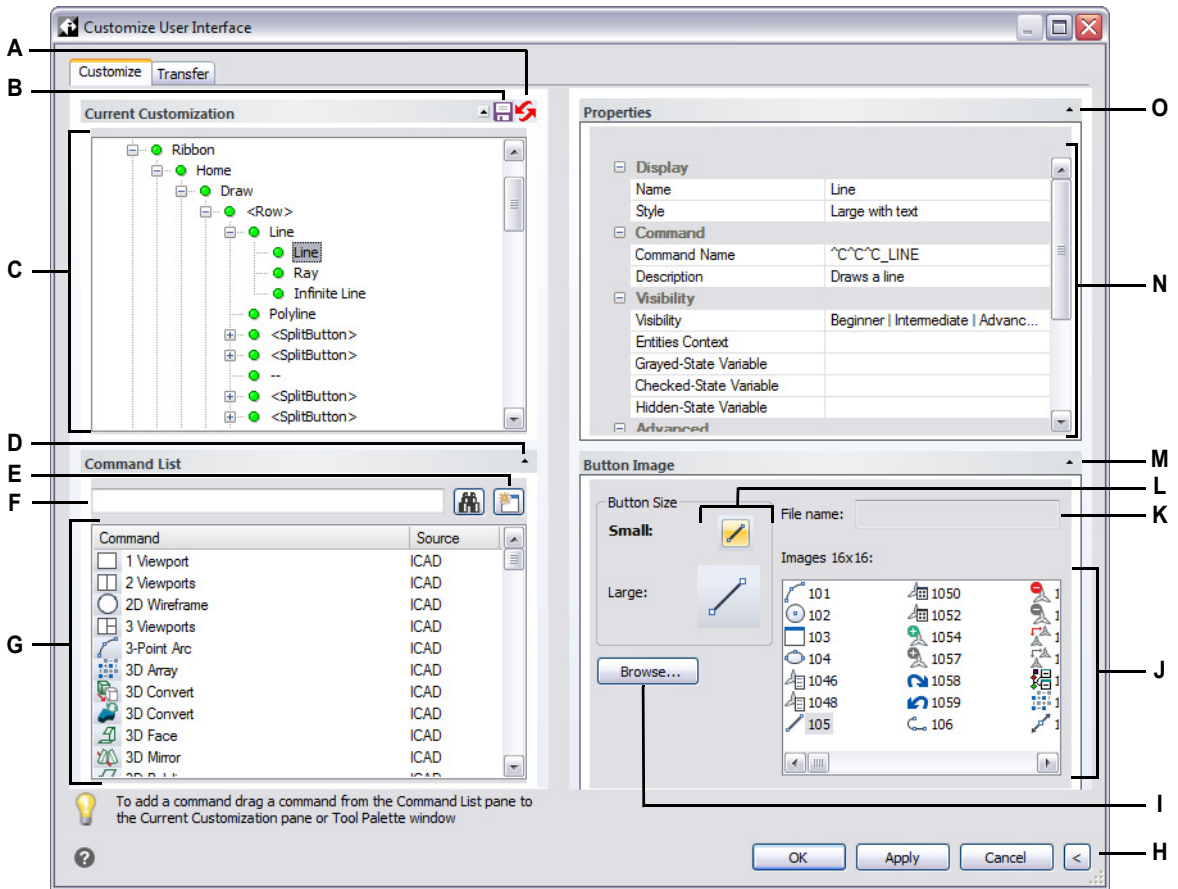 Customize User Interface
A
Customize Transfer
B
Current Customization
C
Ribbon
Home
Draw
<Row>
Line
Line
Ray
Infinite Line
Polyline
<SplitButton>
<SplitButton>
--
<SplitButton>
<SplitButton>
D
Command List
E
F
G
Command Source
1 Viewport ICAD
2 Viewports ICAD
2D Wireframe ICAD
3 Viewports ICAD
3-Point Arc ICAD
3D Array ICAD
3D Convert ICAD
3D Convert ICAD
3D Face ICAD
3D Mirror ICAD
To add a command drag a command from the Command List pane to
the Current Customization pane or Tool Palette window
Properties
O
Display
Name Line
Style Large with text
Command
Command Name ^C^C^C_LINE
Description Draws a line
N
Visibility
Visibility Beginner | Intermediate | Advanc...
Entities Context
Grayed-State Variable
Checked-State Variable
Hidden-State Variable
Advanced
Button Image
M
L
Button Size
Small:
Large:
File name:
K
Images 16x16:
101 1050 1
102 1052 1
103 1054 1
104 1057 1
1046 1058 1
1048 1059 1
105 106 1
J
Browse...
I
OK Apply Cancel <
H